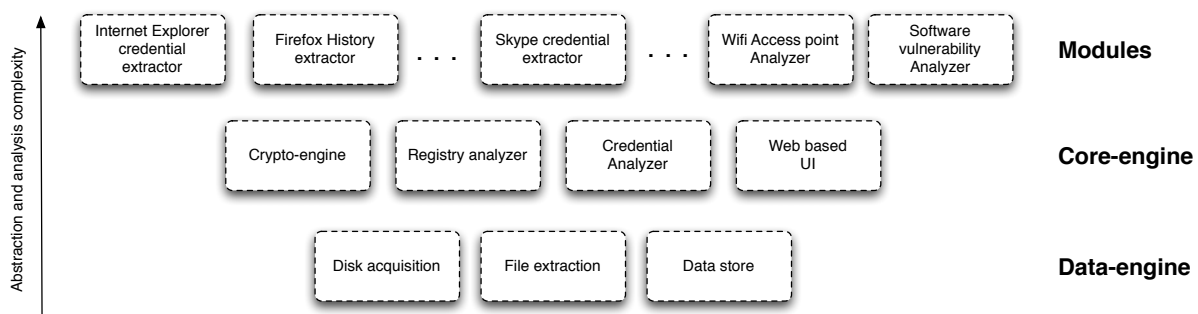 Abstraction and analysis complexity
Internet Explorer
credential
extractor
Firefox History
extractor
. . .
Skype credential
extractor
. . .
Wifi Access point
Analyzer
Software
vulnerability
Analyzer
Modules
Crypto-engine
Registry analyzer
Credential
Analyzer
Web based
UI
Core-engine
Disk acquisition
File extraction
Data store
Data-engine